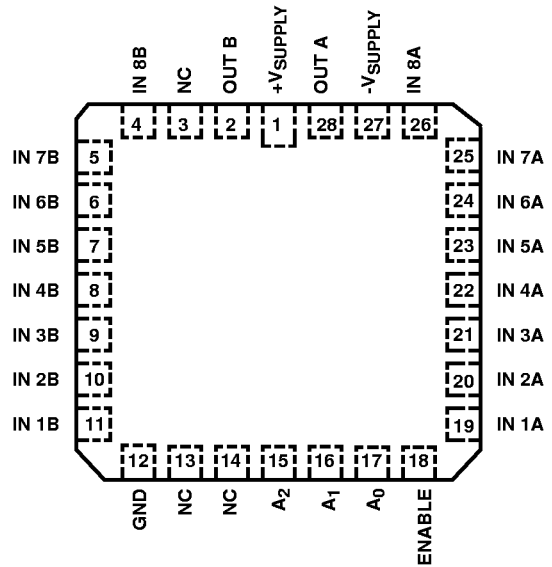 IN 8B
NC
OUT B
+VSUPPLY
OUT A
-VSUPPLY
IN 8A
4
3
2
1
28
27
26
IN 7B 5
25 IN 7A
IN 6B 6
24 IN 6A
IN 5B 7
23 IN 5A
IN 4B 8
22 IN 4A
IN 3B 9
21 IN 3A
IN 2B 10
20 IN 2A
IN 1B 11
19 IN 1A
12
13
14
15
16
17
18
GND
NC
NC
A2
A1
A0
ENABLE